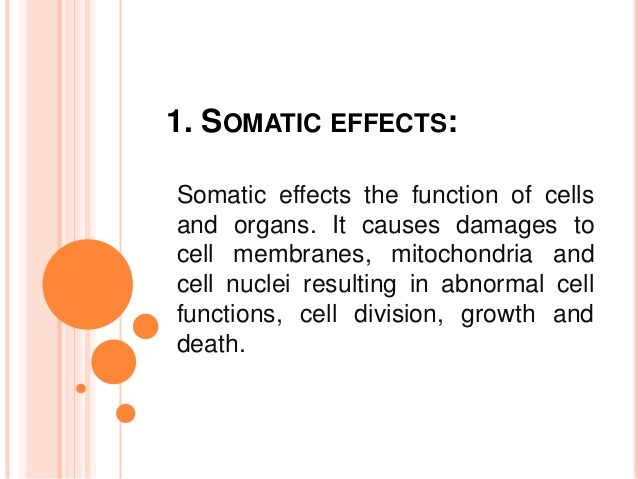 1. SOMATIC EFFECTS:
Somatic effects the function of cells
and organs. It causes damages to
cell membranes, mitochondria and
cell nuclei resulting in abnormal cell
functions, cell division, growth and
death.